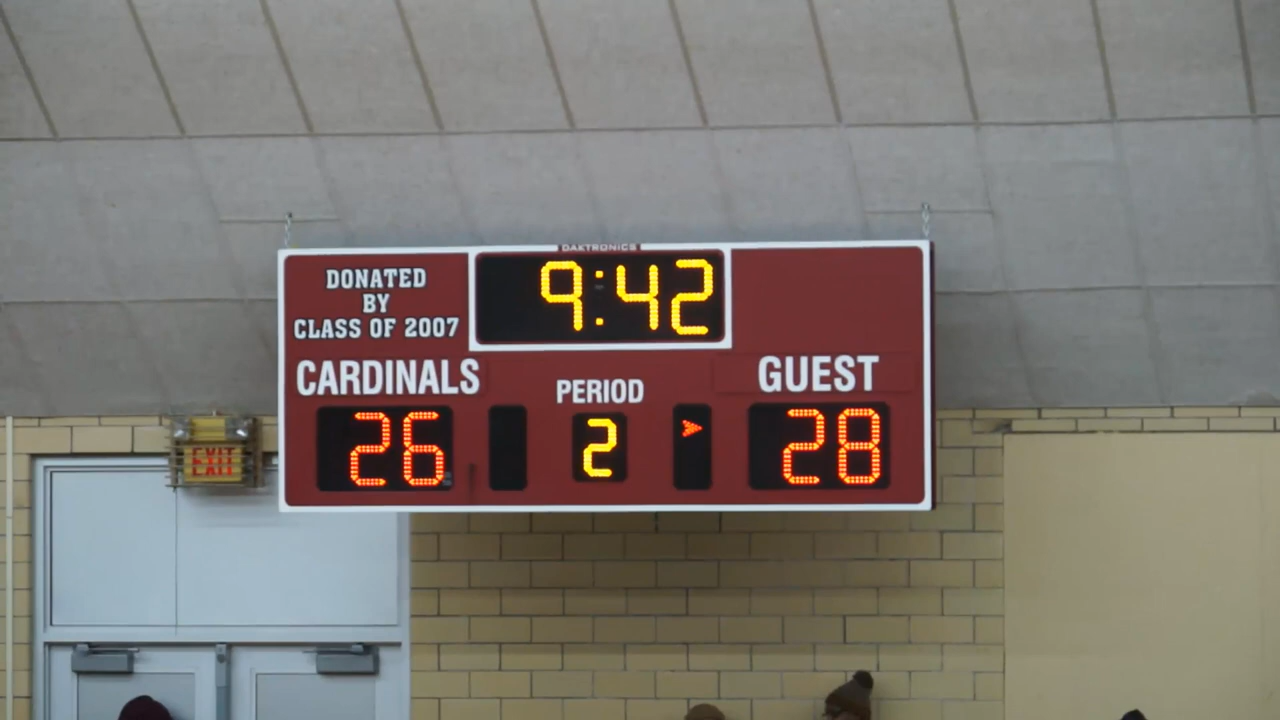 DAKTRONICS
DONATED
BY
CLASS OF 2007
9:42
CARDINALS
PERIOD
GUEST
26
2
28
EXIT